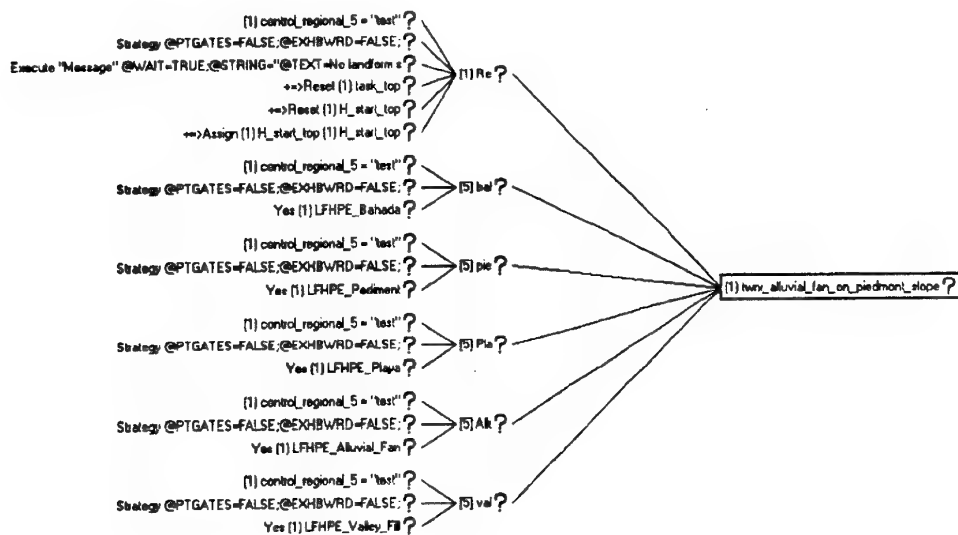 (1) control_regional_5 = "test" ?
Strategy @PTGATES=FALSE;@EXHBWRD=FALSE; ?
Execute "Message" @WAIT=TRUE;@STRING="@TEXT=No landform s ?
[1] Re ?
+=>Reset (1) task_top ?
+=>Reset (1) H_start_top ?
+=>Assign (1) H_start_top (1) H_start_top ?
(1) control_regional_5 = "test" ?
Strategy @PTGATES=FALSE;@EXHBWRD=FALSE; ?
[5] bal ?
Yes (1) LFHPE_Bahada ?
(1) control_regional_5 = "test" ?
Strategy @PTGATES=FALSE;@EXHBWRD=FALSE; ?
[5] pie ?
Yes (1) LFHPE_Pediment ?
(1) twrx_alluvial_fan_on_piedmont_slope ?
(1) control_regional_5 = "test" ?
Strategy @PTGATES=FALSE;@EXHBWRD=FALSE; ?
[5] Pla ?
Yes (1) LFHPE_Playa ?
(1) control_regional_5 = "test" ?
Strategy @PTGATES=FALSE;@EXHBWRD=FALSE; ?
[5] Allt ?
Yes (1) LFHPE_Alluvial_Fan ?
(1) control_regional_5 = "test" ?
Strategy @PTGATES=FALSE;@EXHBWRD=FALSE; ?
[5] val ?
Yes (1) LFHPE_Valley_Fill ?